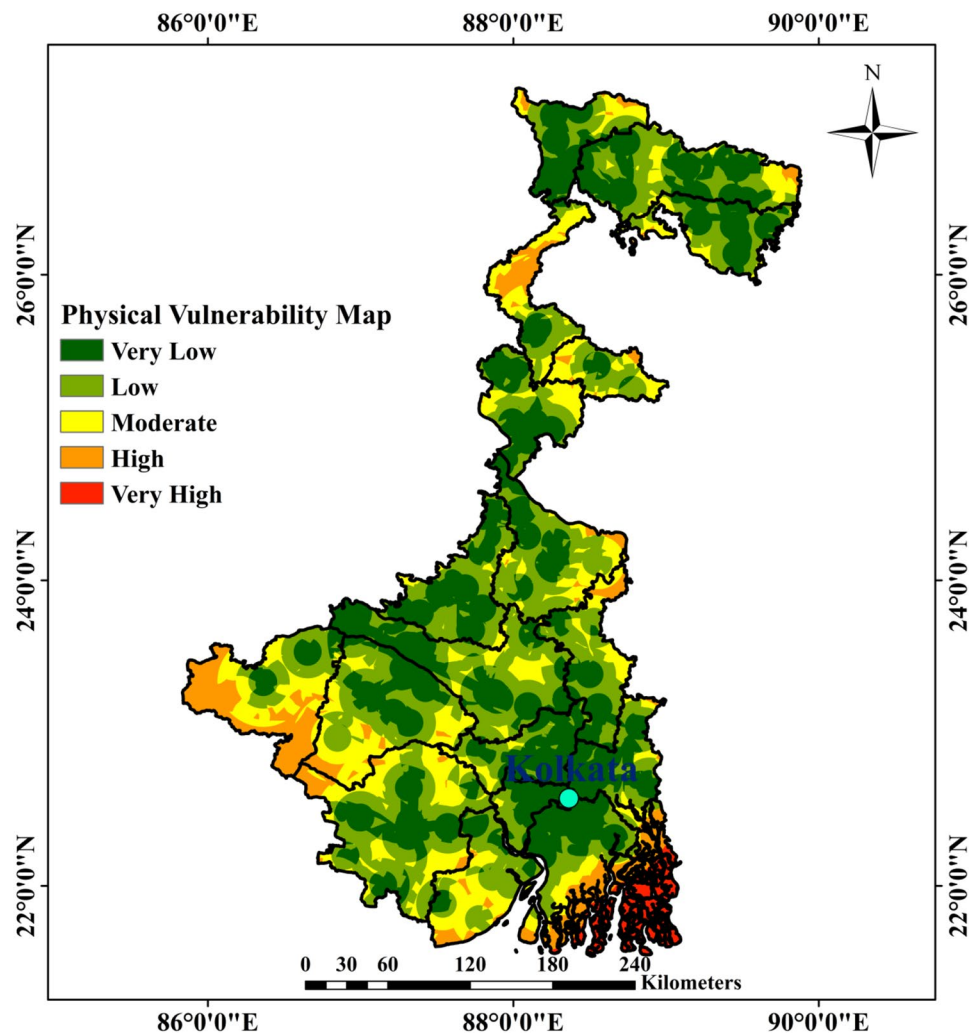 86°0'0"E 88°0'0"E 90°0'0"E
N
26°0'0"N 26°0'0"N
Physical Vulnerability Map
Very Low
Low
Moderate
High
Very High
24°0'0"N 24°0'0"N
Kolkata
22°0'0"N 22°0'0"N
0 30 60 120 180 240
Kilometers
86°0'0"E 88°0'0"E 90°0'0"E